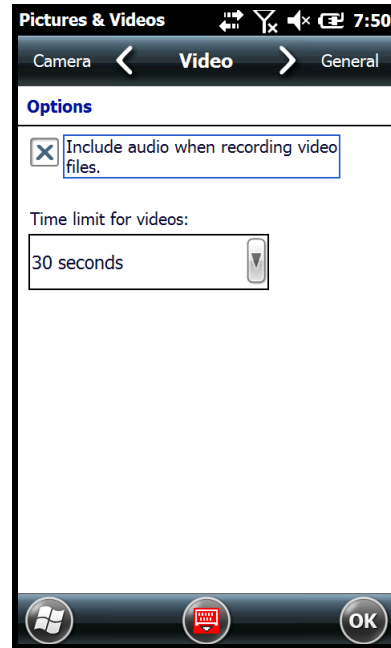 Pictures & Videos 7:50
Camera Video General
Options
Include audio when recording video
files.
Time limit for videos:
30 seconds
OK